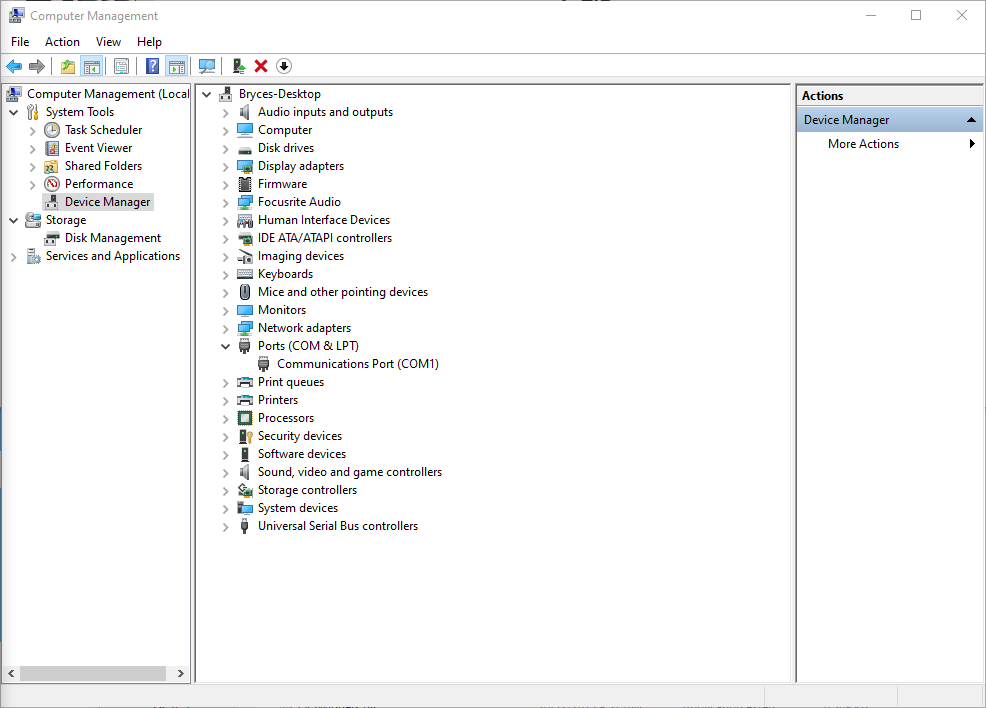 Computer Management
File Action View Help
Computer Management (Local
System Tools
Task Scheduler
Event Viewer
Shared Folders
Performance
Device Manager
Storage
Disk Management
Services and Applications
Bryces-Desktop
Audio inputs and outputs
Computer
Disk drives
Display adapters
Firmware
Focusrite Audio
Human Interface Devices
IDE ATA/ATAPI controllers
Imaging devices
Keyboards
Mice and other pointing devices
Monitors
Network adapters
Ports (COM & LPT)
Communications Port (COM1)
Print queues
Printers
Processors
Security devices
Software devices
Sound, video and game controllers
Storage controllers
System devices
Universal Serial Bus controllers
Actions
Device Manager
More Actions